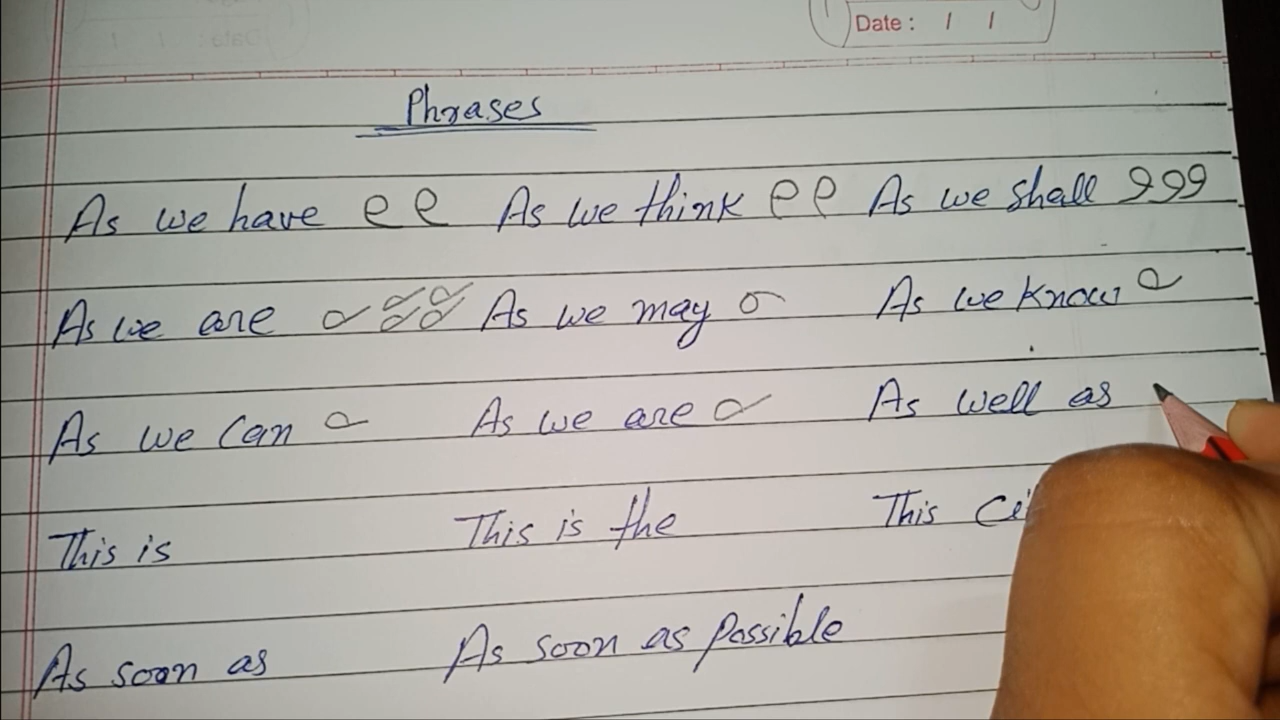 Date : / /
Phrases
As we have As we think As we shall
As we are As we may As we know
As we can As we are As well as
This is This is the This
As soon as As soon as possible